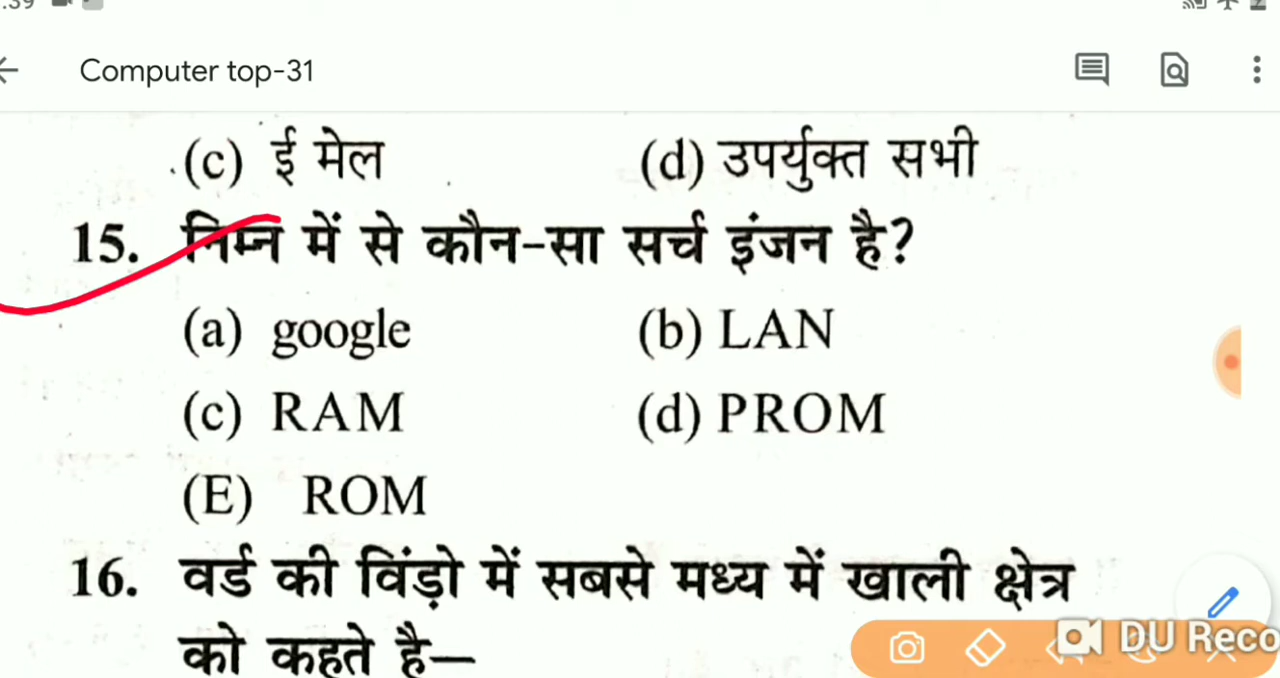 :39
Computer top-31
(c) ई मेल (d) उपर्युक्त सभी
15. निम्न में से कौन-सा सर्च इंजन है?
(a) google (b) LAN
(c) RAM (d) PROM
(E) ROM
16. वर्ड की विंड़ो में सबसे मध्य में खाली क्षेत्र
को कहते है—
DU Reco